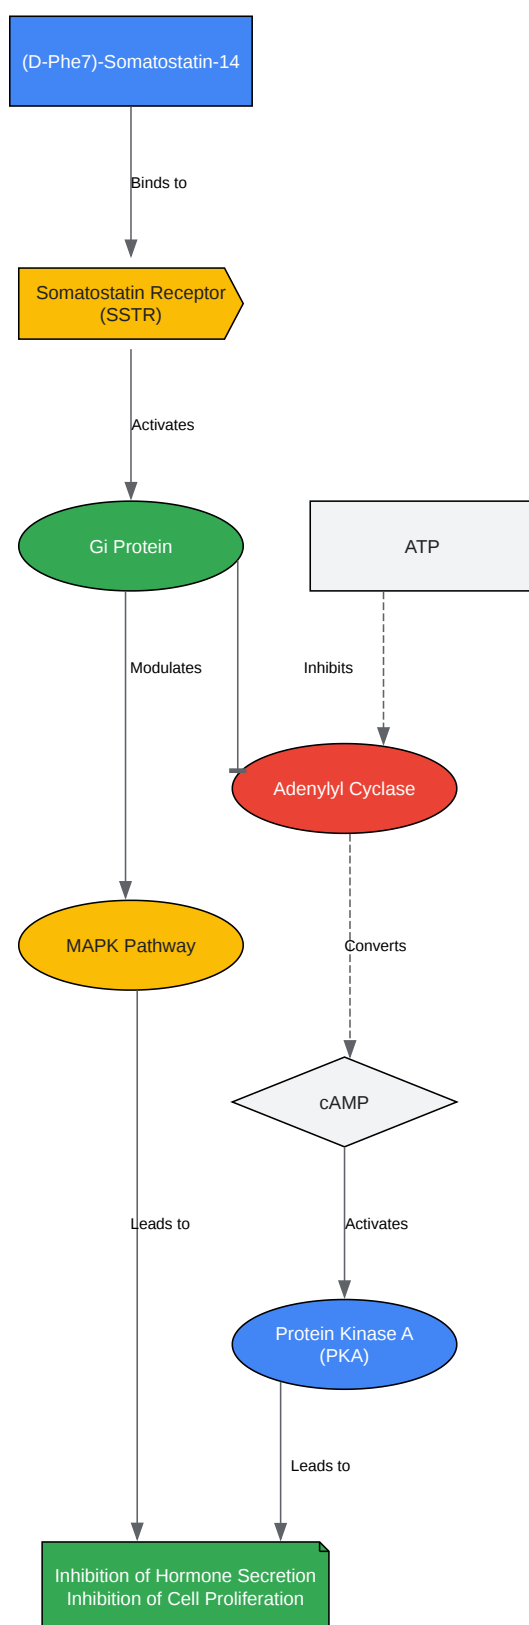 (D-Phe7)-Somatostatin-14
Binds to
Somatostatin Receptor
(SSTR)
Activates
Gi Protein
ATP
Modulates
Inhibits
Adenylyl Cyclase
MAPK Pathway
Converts
cAMP
Leads to
Activates
Protein Kinase A
(PKA)
Leads to
Inhibition of Hormone Secretion
Inhibition of Cell Proliferation